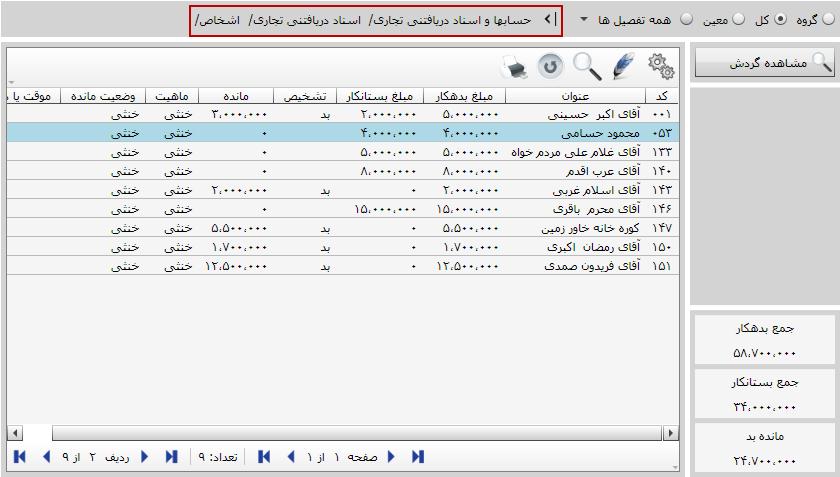 گروه کل معین همه تفصیل ها
حسابها و اسناد دریافتنی تجاری/ اسناد دریافتنی تجاری/ اشخاص/
مشاهده گردش
کد عنوان مبلغ بدهکار مبلغ بستانکار تشخیص مانده ماهیت وضعیت مانده موقت یا
۰۰۱ آقای اکبر حسینی ۵،۰۰۰،۰۰۰ ۲،۰۰۰،۰۰۰ بد ۳،۰۰۰،۰۰۰ خنثی خنثی
۰۵۳ محمود حسامی ۴،۰۰۰،۰۰۰ ۴،۰۰۰،۰۰۰ ۰ خنثی خنثی
۱۳۳ آقای غلام علی مردم خواه ۵،۰۰۰،۰۰۰ ۵،۰۰۰،۰۰۰ ۰ خنثی خنثی
۱۴۰ آقای عرب اقدم ۸،۰۰۰،۰۰۰ ۸،۰۰۰،۰۰۰ ۰ خنثی خنثی
۱۴۳ آقای اسلام غربی ۲،۰۰۰،۰۰۰ ۰ بد ۲،۰۰۰،۰۰۰ خنثی خنثی
۱۴۶ آقای محرم باقری ۱۵،۰۰۰،۰۰۰ ۱۵،۰۰۰،۰۰۰ ۰ خنثی خنثی
۱۴۷ کوره خانه خاور زمین ۵،۵۰۰،۰۰۰ ۰ بد ۵،۵۰۰،۰۰۰ خنثی خنثی
۱۵۰ آقای رمضان اکبری ۱،۷۰۰،۰۰۰ ۰ بد ۱،۷۰۰،۰۰۰ خنثی خنثی
۱۵۱ آقای فریدون صمدی ۱۲،۵۰۰،۰۰۰ ۰ بد ۱۲،۵۰۰،۰۰۰ خنثی خنثی
جمع بدهکار
۵۸،۷۰۰،۰۰۰
جمع بستانکار
۳۴،۰۰۰،۰۰۰
مانده بد
۲۴،۷۰۰،۰۰۰
صفحه ۱ از ۱ تعداد: ۹ ردیف ۲ از ۹